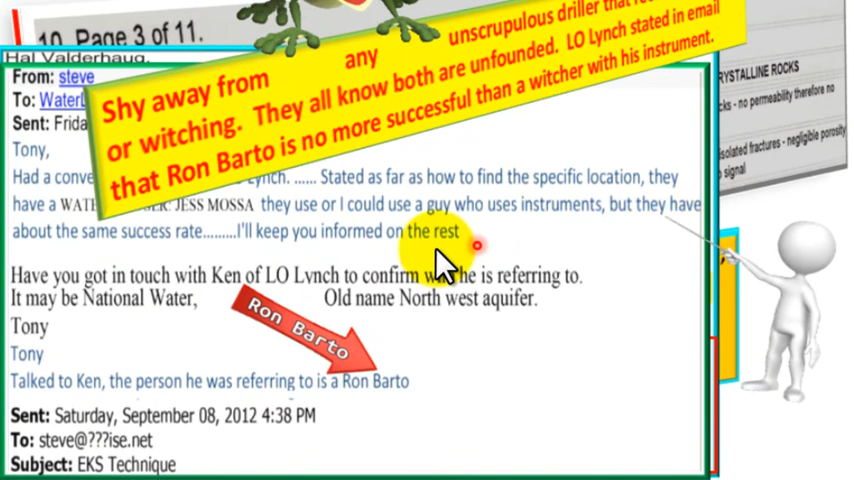 10. Page 3 of 11.
Hal Valderhaug.
Shy away from any unscrupulous driller that
or witching. They all know both are unfounded. LO Lynch stated in email
that Ron Barto is no more successful than a witcher with his instrument.
RYSTALLINE ROCKS
cks - no permeability therefore no
isolated fractures - negligible porosity
signal
From: steve
To: WaterL
Sent: Frida
Tony,
Had a conve ynch. ...... Stated as far as how to find the specific location, they
have a WATE JESS MOSSA they use or I could use a guy who uses instruments, but they have
about the same success rate.........I'll keep you informed on the rest
Have you got in touch with Ken of LO Lynch to confirm he is referring to.
It may be National Water, Old name North west aquifer.
Tony
Ron Barto
Tony
Talked to Ken, the person he was referring to is a Ron Barto
Sent: Saturday, September 08, 2012 4:38 PM
To: steve@???ise.net
Subject: EKS Technique